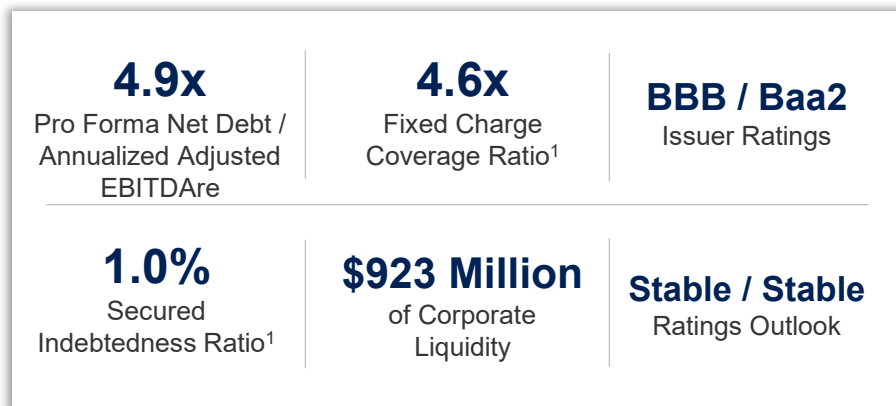 4.9x
Pro Forma Net Debt /
Annualized Adjusted
EBITDAre
4.6x
Fixed Charge
Coverage Ratio¹
BBB / Baa2
Issuer Ratings
1.0%
Secured
Indebtedness Ratio¹
$923 Million
of Corporate
Liquidity
Stable / Stable
Ratings Outlook